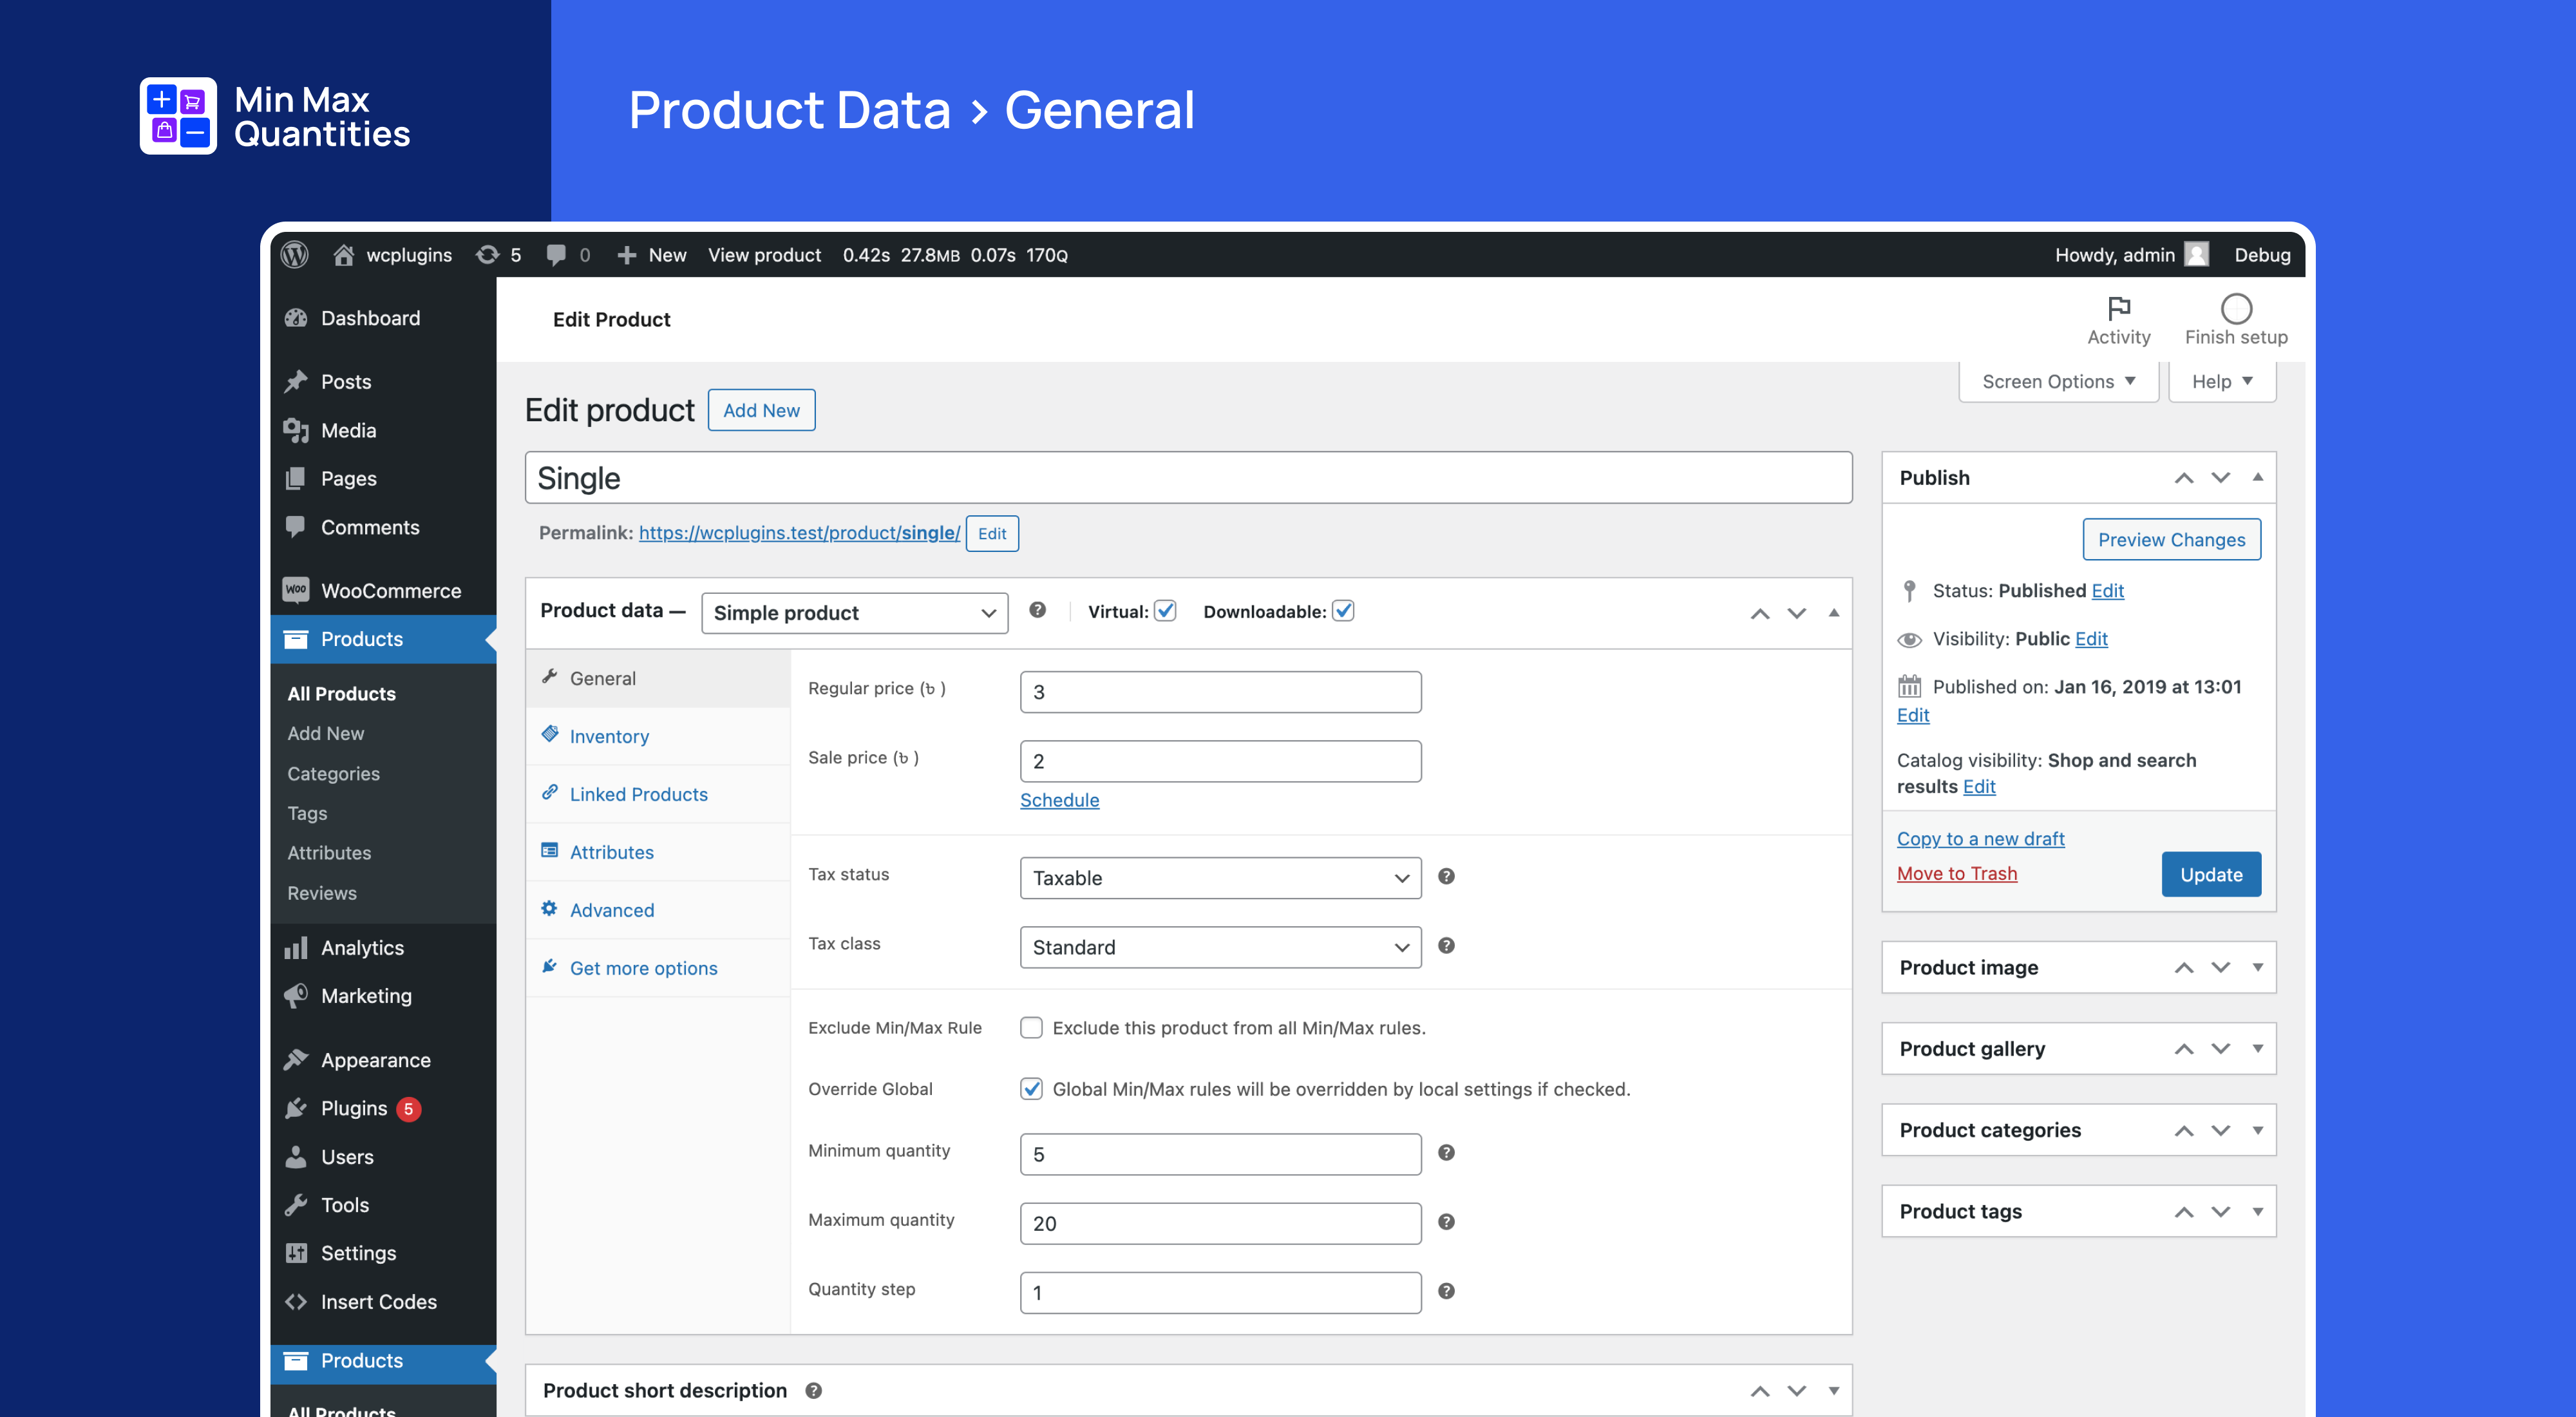 Min Max
Quantities
Product Data > General
wcplugins 5 0 New View product 0.42s 27.8MB 0.07s 170Q
Howdy, admin Debug
Dashboard
Posts
Media
Pages
Comments
WOO WooCommerce
Products
All Products
Add New
Categories
Tags
Attributes
Reviews
Analytics
Marketing
Appearance
Plugins 5
Users
Tools
Settings
Insert Codes
Products
All Products
Edit Product
Activity
Finish setup
Screen Options
Help
Edit product Add New
Single
Permalink: https://wcplugins.test/product/single/ Edit
Product data — Simple product ? Virtual: Downloadable:
General
Inventory
Linked Products
Attributes
Advanced
Get more options
Regular price (৳ ) 3
Sale price (৳ ) 2
Schedule
Tax status Taxable ?
Tax class Standard ?
Exclude Min/Max Rule Exclude this product from all Min/Max rules.
Override Global Global Min/Max rules will be overridden by local settings if checked.
Minimum quantity 5 ?
Maximum quantity 20 ?
Quantity step 1 ?
Product short description ?
Publish
Preview Changes
Status: Published Edit
Visibility: Public Edit
Published on: Jan 16, 2019 at 13:01
Edit
Catalog visibility: Shop and search
results Edit
Copy to a new draft
Move to Trash
Update
Product image
Product gallery
Product categories
Product tags